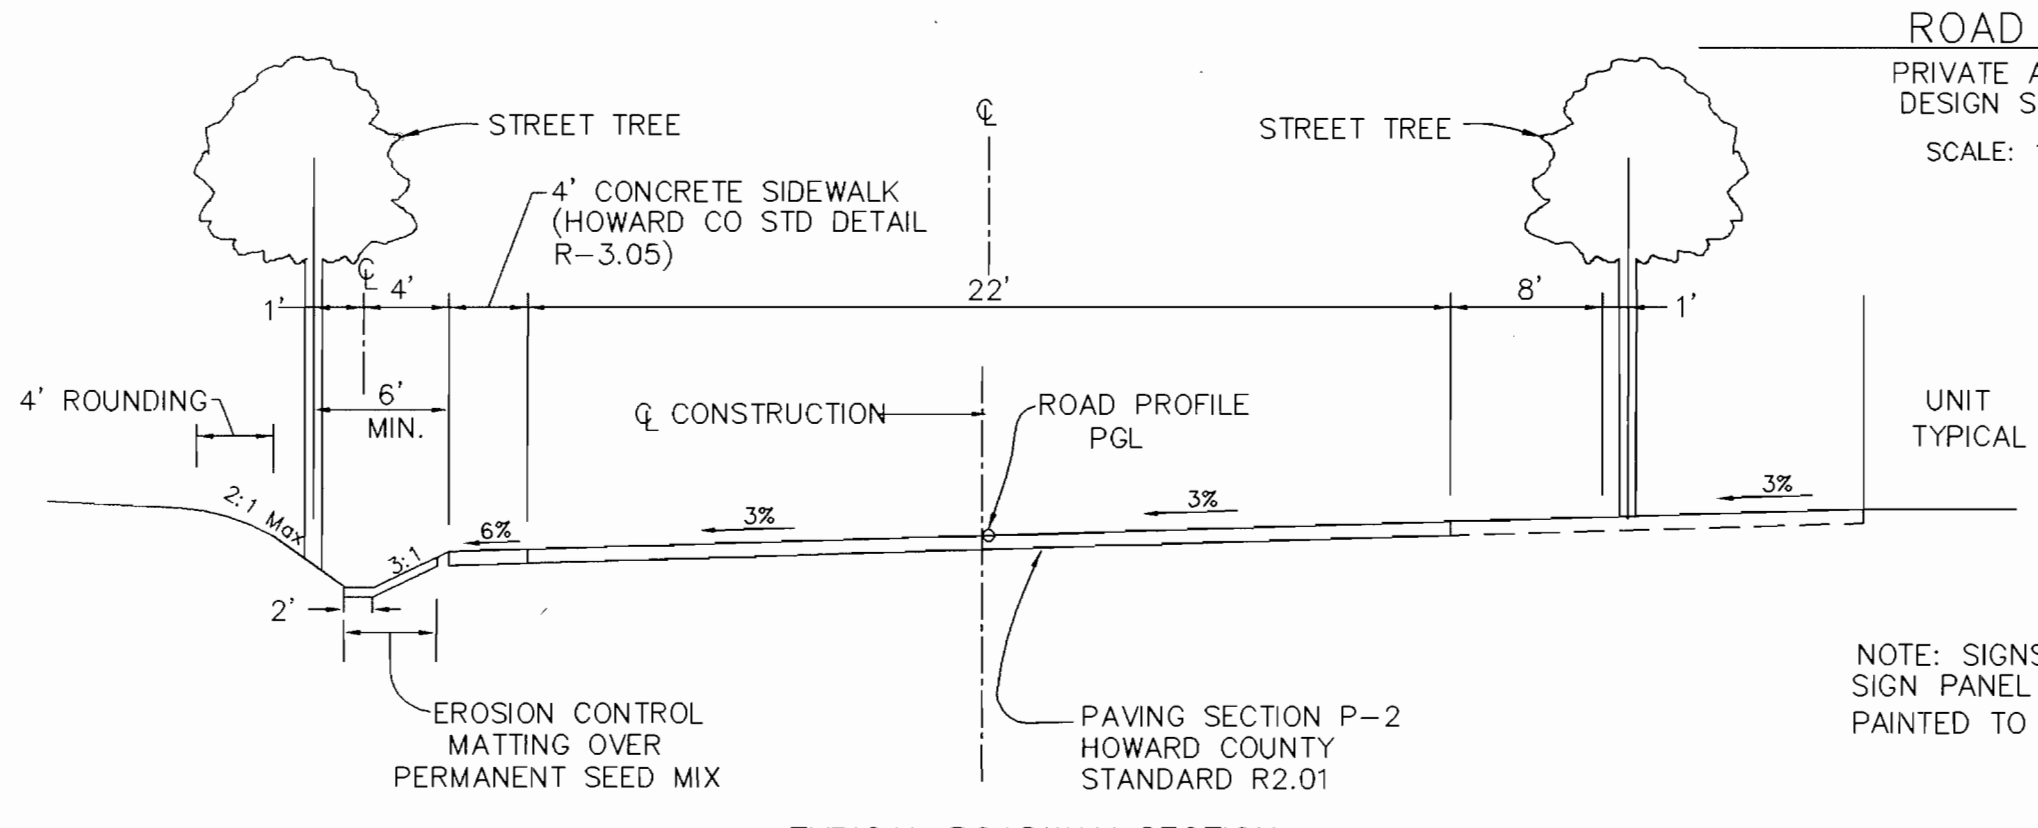 ROAD
PRIVATE A
DESIGN S
SCALE:
STREET TREE
℄
STREET TREE
4' CONCRETE SIDEWALK
(HOWARD CO STD DETAIL
R-3.05)
℄
1'
4'
22'
8'
1'
4' ROUNDING
6'
MIN.
℄ CONSTRUCTION
ROAD PROFILE
PGL
UNIT
TYPICAL
2:1 Max
3:1
6%
3%
3%
3%
2'
EROSION CONTROL
MATTING OVER
PERMANENT SEED MIX
PAVING SECTION P-2
HOWARD COUNTY
STANDARD R2.01
NOTE: SIGNS
SIGN PANEL
PAINTED TO